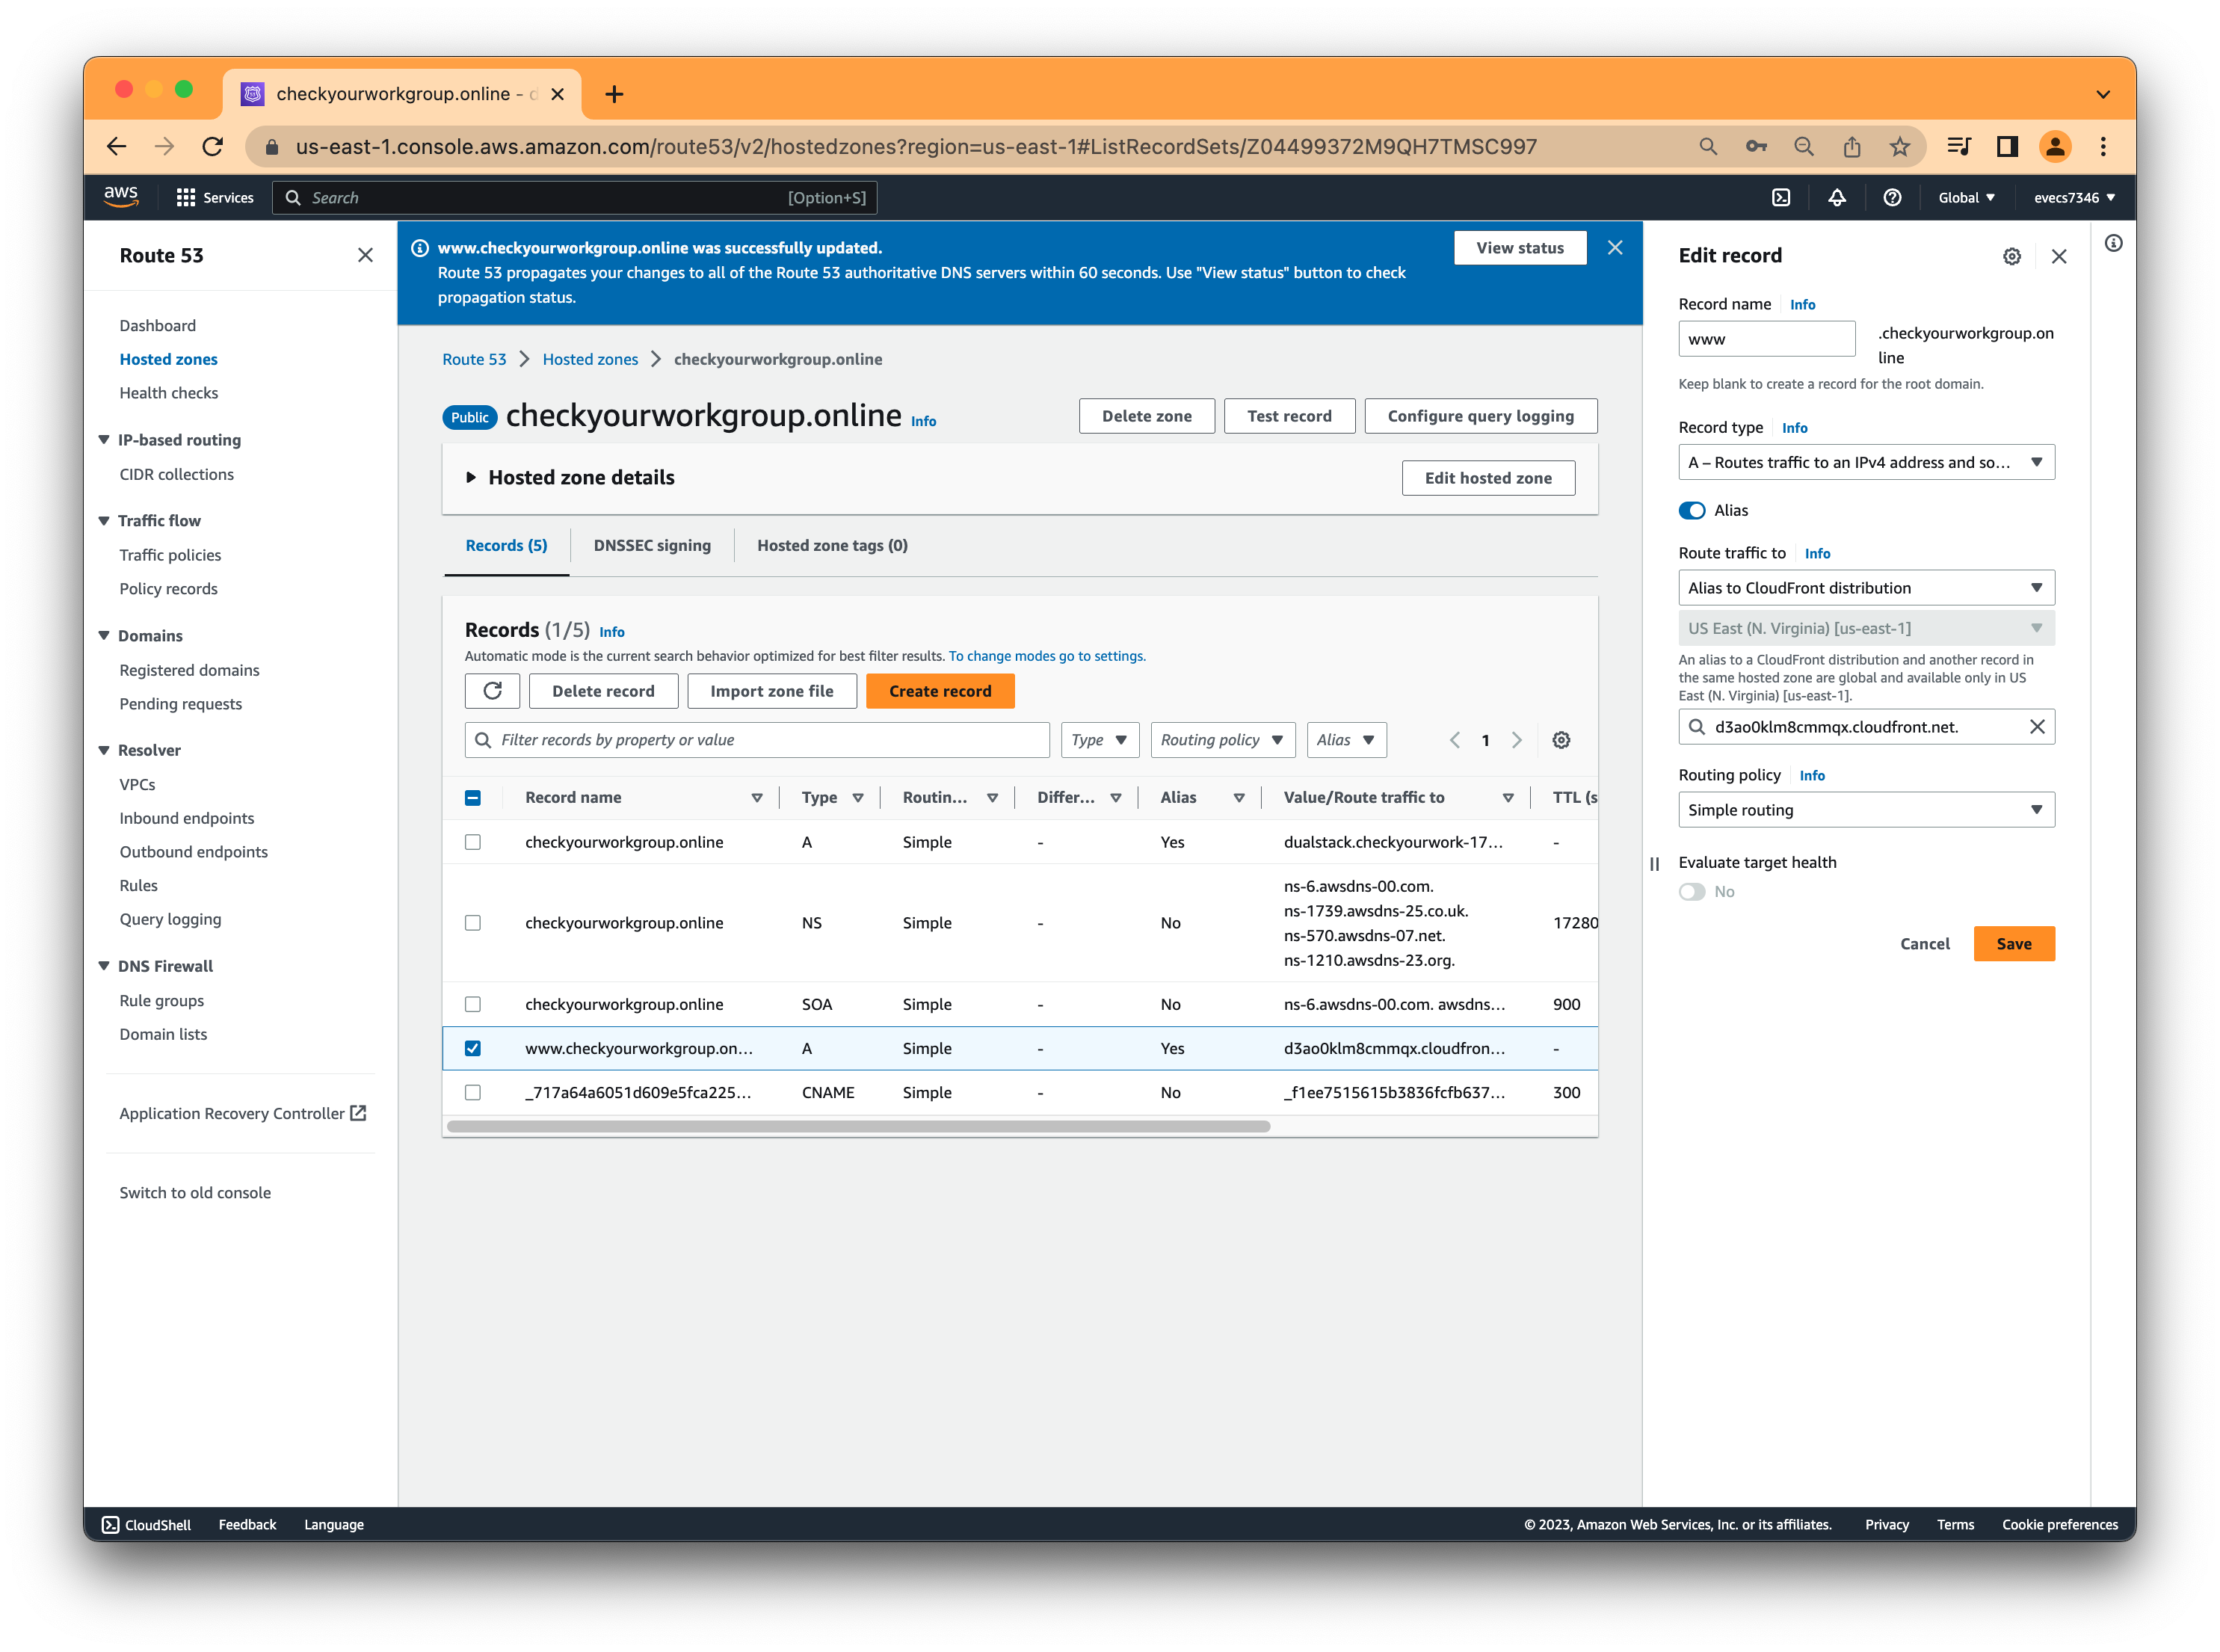 checkyourworkgroup.online - d
us-east-1.console.aws.amazon.com/route53/v2/hostedzones?region=us-east-1#ListRecordSets/Z04499372M9QH7TMSC997
aws
Services
Search
[Option+S]
Global
evecs7346
Route 53
Dashboard
Hosted zones
Health checks
IP-based routing
CIDR collections
Traffic flow
Traffic policies
Policy records
Domains
Registered domains
Pending requests
Resolver
VPCs
Inbound endpoints
Outbound endpoints
Rules
Query logging
DNS Firewall
Rule groups
Domain lists
Application Recovery Controller
Switch to old console
www.checkyourworkgroup.online was successfully updated.
Route 53 propagates your changes to all of the Route 53 authoritative DNS servers within 60 seconds. Use "View status" button to check
propagation status.
View status
Route 53 Hosted zones checkyourworkgroup.online
Public checkyourworkgroup.online Info
Delete zone
Test record
Configure query logging
Hosted zone details
Edit hosted zone
Records (5)
DNSSEC signing
Hosted zone tags (0)
Records (1/5) Info
Automatic mode is the current search behavior optimized for best filter results. To change modes go to settings.
Delete record
Import zone file
Create record
Filter records by property or value
Type
Routing policy
Alias
1
Record name Type Routin... Differ... Alias Value/Route traffic to TTL (s
checkyourworkgroup.online A Simple - Yes dualstack.checkyourwork-17... -
checkyourworkgroup.online NS Simple - No
ns-6.awsdns-00.com.
ns-1739.awsdns-25.co.uk.
ns-570.awsdns-07.net.
ns-1210.awsdns-23.org.
17280
checkyourworkgroup.online SOA Simple - No ns-6.awsdns-00.com. awsdns... 900
www.checkyourworkgroup.on... A Simple - Yes d3ao0klm8cmmqx.cloudfron... -
_717a64a6051d609e5fca225... CNAME Simple - No _f1ee7515615b3836fcfb637... 300
Edit record
Record name Info
www
.checkyourworkgroup.on
line
Keep blank to create a record for the root domain.
Record type Info
A – Routes traffic to an IPv4 address and so...
Alias
Route traffic to Info
Alias to CloudFront distribution
US East (N. Virginia) [us-east-1]
An alias to a CloudFront distribution and another record in
the same hosted zone are global and available only in US
East (N. Virginia) [us-east-1].
d3ao0klm8cmmqx.cloudfront.net.
Routing policy Info
Simple routing
Evaluate target health
No
Cancel
Save
CloudShell
Feedback
Language
© 2023, Amazon Web Services, Inc. or its affiliates.
Privacy
Terms
Cookie preferences